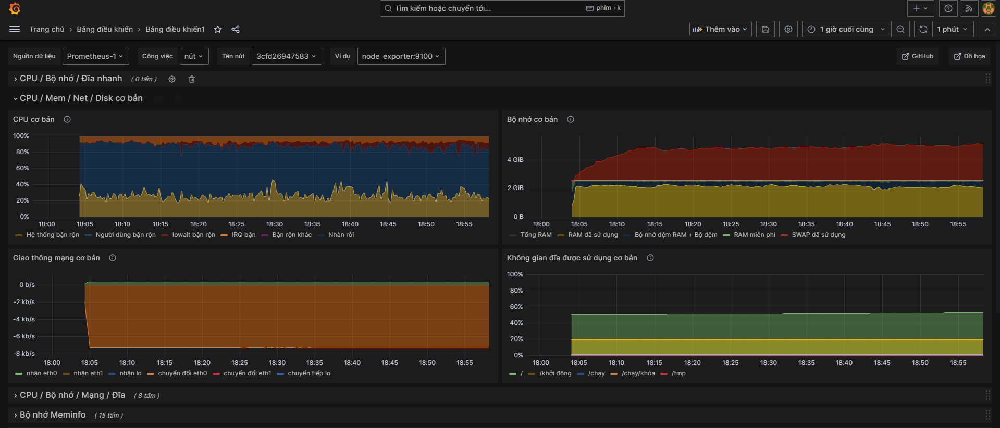 Tìm kiếm hoặc chuyển tới... phím +k
Trang chủ › Bảng điều khiển › Bảng điều khiển1 Thêm vào 1 giờ cuối cùng 1 phút
Nguồn dữ liệu Prometheus-1 Công việc nút Tên nút 3cfd26947583 Ví dụ node_exporter:9100 GitHub Đồ họa
CPU / Bộ nhớ / Đĩa nhanh ( 0 tấm )
CPU / Mem / Net / Disk cơ bản
CPU cơ bản
100%
80%
60%
40%
20%
0%
18:00 18:05 18:10 18:15 18:20 18:25 18:30 18:35 18:40 18:45 18:50 18:55
Hệ thống bận rộn Người dùng bận rộn Iowait bận rộn IRQ bận Bận rộn khác Nhàn rỗi
Bộ nhớ cơ bản
4 GiB
2 GiB
0 B
18:00 18:05 18:10 18:15 18:20 18:25 18:30 18:35 18:40 18:45 18:50 18:55
Tổng RAM RAM đã sử dụng Bộ nhớ đệm RAM + Bộ đệm RAM miễn phí SWAP đã sử dụng
Giao thông mạng cơ bản
0 b/s
-2 kb/s
-4 kb/s
-6 kb/s
-8 kb/s
18:00 18:05 18:10 18:15 18:20 18:25 18:30 18:35 18:40 18:45 18:50 18:55
nhận eth0 nhận eth1 nhận lo chuyển đổi eth0 chuyển đổi eth1 chuyển tiếp lo
Không gian đĩa được sử dụng cơ bản
100%
80%
60%
40%
20%
0%
18:00 18:05 18:10 18:15 18:20 18:25 18:30 18:35 18:40 18:45 18:50 18:55
/ /khởi động /chạy /chạy/khóa /tmp
CPU / Bộ nhớ / Mạng / Đĩa ( 8 tấm )
Bộ nhớ Meminfo ( 15 tấm )